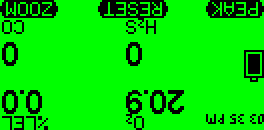 03 35 PM O₂ %LEL
20.9 0.0
0 0
H₂S CO
PEAK RESET ZOOM